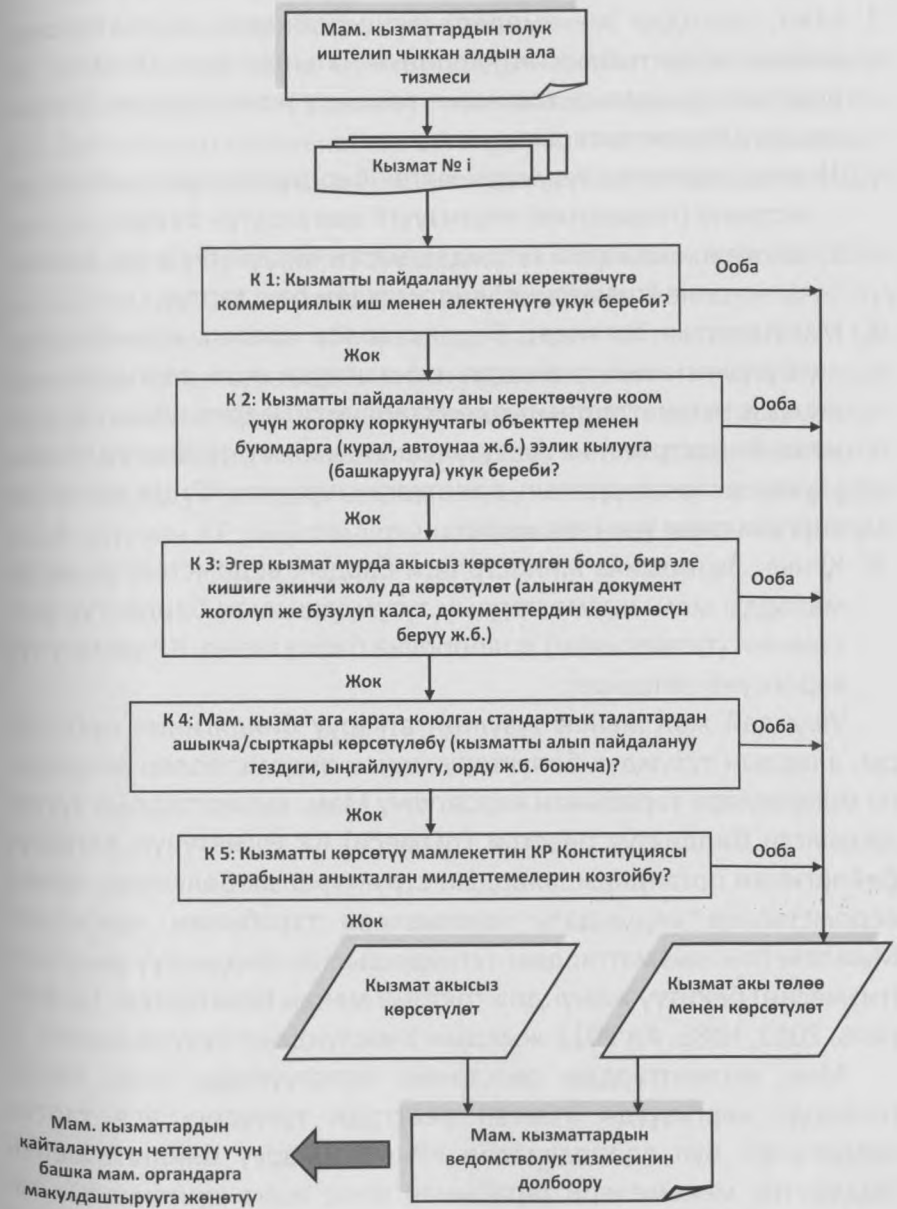 Мам. кызматтардын толук
иштелип чыккан алдын ала
тизмеси
Кызмат № i
К 1: Кызматты пайдалануу аны керектөөчүгө
коммерциялык иш менен алектенүүгө укук береби?
Ооба
Жок
К 2: Кызматты пайдалануу аны керектөөчүгө коом
үчүн жогорку коркунучтагы объекттер менен
буюмдарга (курал, автоунаа ж.б.) ээлик кылууга
(башкарууга) укук береби?
Ооба
Жок
К 3: Эгер кызмат мурда акысыз көрсөтүлгөн болсо, бир эле
кишиге экинчи жолу да көрсөтүлөт (алынган документ
жоголуп же бузулуп калса, документтердин көчүрмөсүн
берүү ж.б.)
Ооба
Жок
К 4: Мам. кызмат ага карата коюлган стандарттык талаптардан
ашыкча/сырткары көрсөтүлөбү (кызматты алып пайдалануу
тездиги, ыңгайлуулугу, орду ж.б. боюнча)?
Ооба
Жок
К 5: Кызматты көрсөтүү мамлекеттин КР Конституциясы
тарабынан аныкталган милдеттемелерин козгойбу?
Ооба
Жок
Кызмат акысыз
көрсөтүлөт
Кызмат акы төлөө
менен көрсөтүлөт
Мам. кызматтардын
ведомстволук тизмесинин
долбоору
Мам. кызматтардын
кайталануусун четтетүү үчүн
башка мам. органдарга
макулдаштырууга жөнөтүү